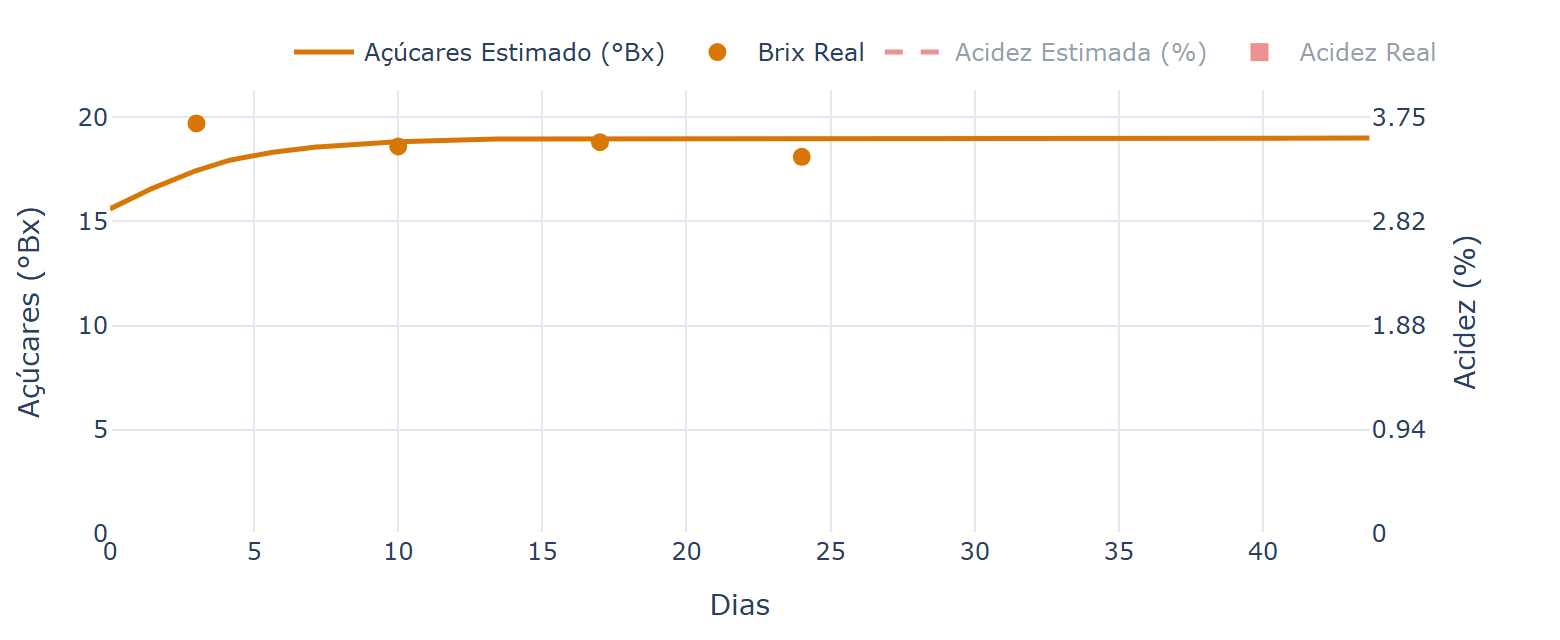 Açúcares Estimado (°Bx) Brix Real Acidez Estimada (%) Acidez Real
20 3.75
15 2.82
10 1.88
5 0.94
0 0
Açúcares (°Bx)
Acidez (%)
0 5 10 15 20 25 30 35 40
Dias